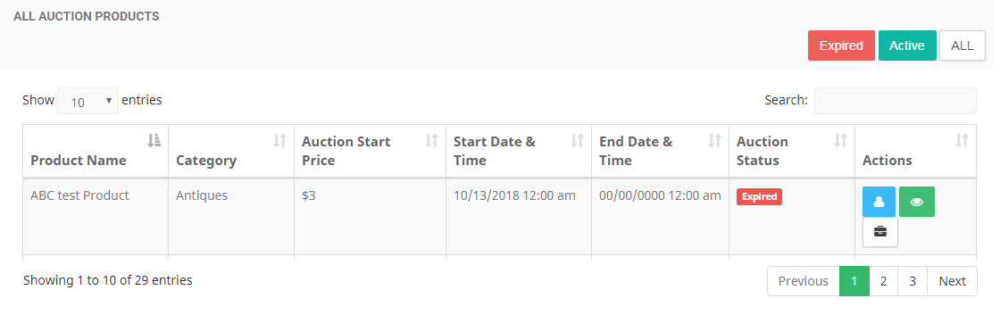 ALL AUCTION PRODUCTS
Expired Active ALL
Show 10 entries Search:
Product Name Category Auction Start Price Start Date & Time End Date & Time Auction Status Actions
ABC test Product Antiques $3 10/13/2018 12:00 am 00/00/0000 12:00 am Expired
Showing 1 to 10 of 29 entries Previous 1 2 3 Next